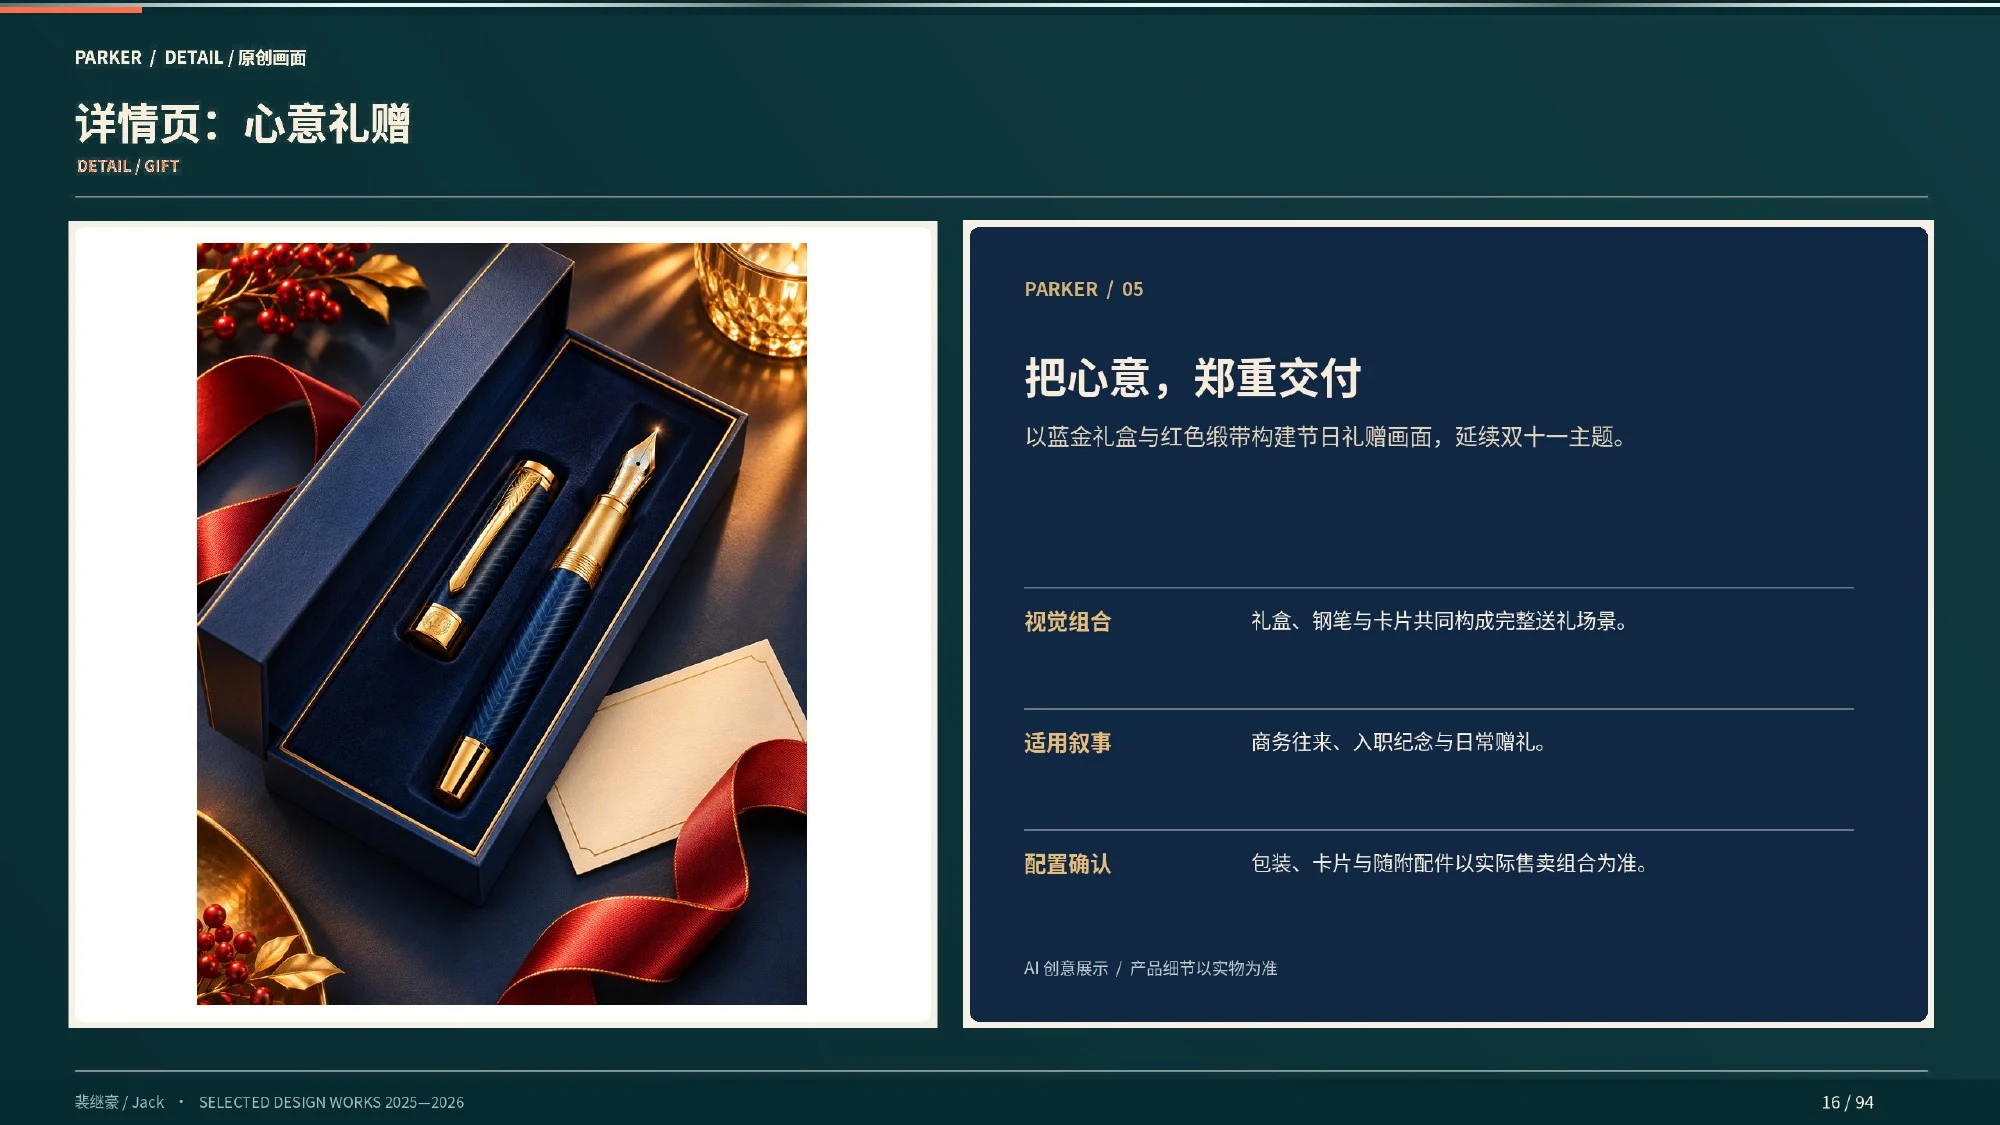 PARKER / DETAIL / 原创画面
详情页：心意礼赠
DETAIL / GIFT
PARKER / 05
把心意，郑重交付
以蓝金礼盒与红色缎带构建节日礼赠画面，延续双十一主题。
视觉组合 礼盒、钢笔与卡片共同构成完整送礼场景。
适用叙事 商务往来、入职纪念与日常赠礼。
配置确认 包装、卡片与随附配件以实际售卖组合为准。
AI 创意展示 / 产品细节以实物为准
裴继豪 / Jack • SELECTED DESIGN WORKS 2025—2026
16 / 94